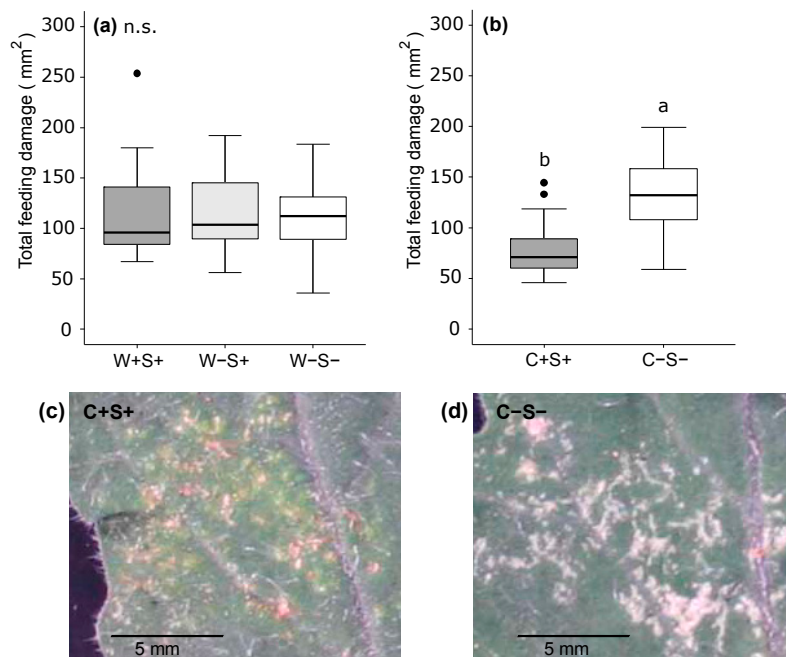 (a) n.s.
Total feeding damage ( mm²)
300
250
200
150
100
50
0
W+S+ W−S+ W−S−
(b)
Total feeding damage ( mm²)
300
250
200
150
100
50
0
b
a
C+S+ C−S−
(c) C+S+
5 mm
(d) C−S−
5 mm